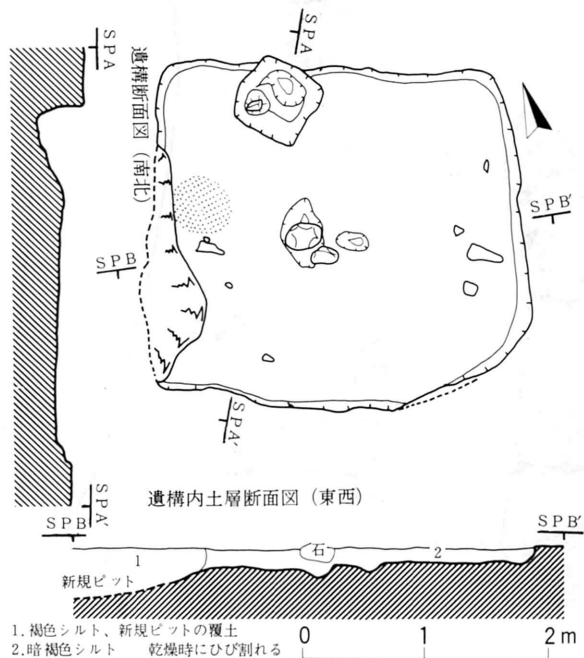 SPA
SPA
遺構断面図（南北）
SPB'
SPB
SPA'
SPA'
遺構内土層断面図（東西）
SPB
SPB'
1
石
2
新規ピット
1.褐色シルト、新規ピットの覆土
2.暗褐色シルト　乾燥時にひび割れる
0 1 2m